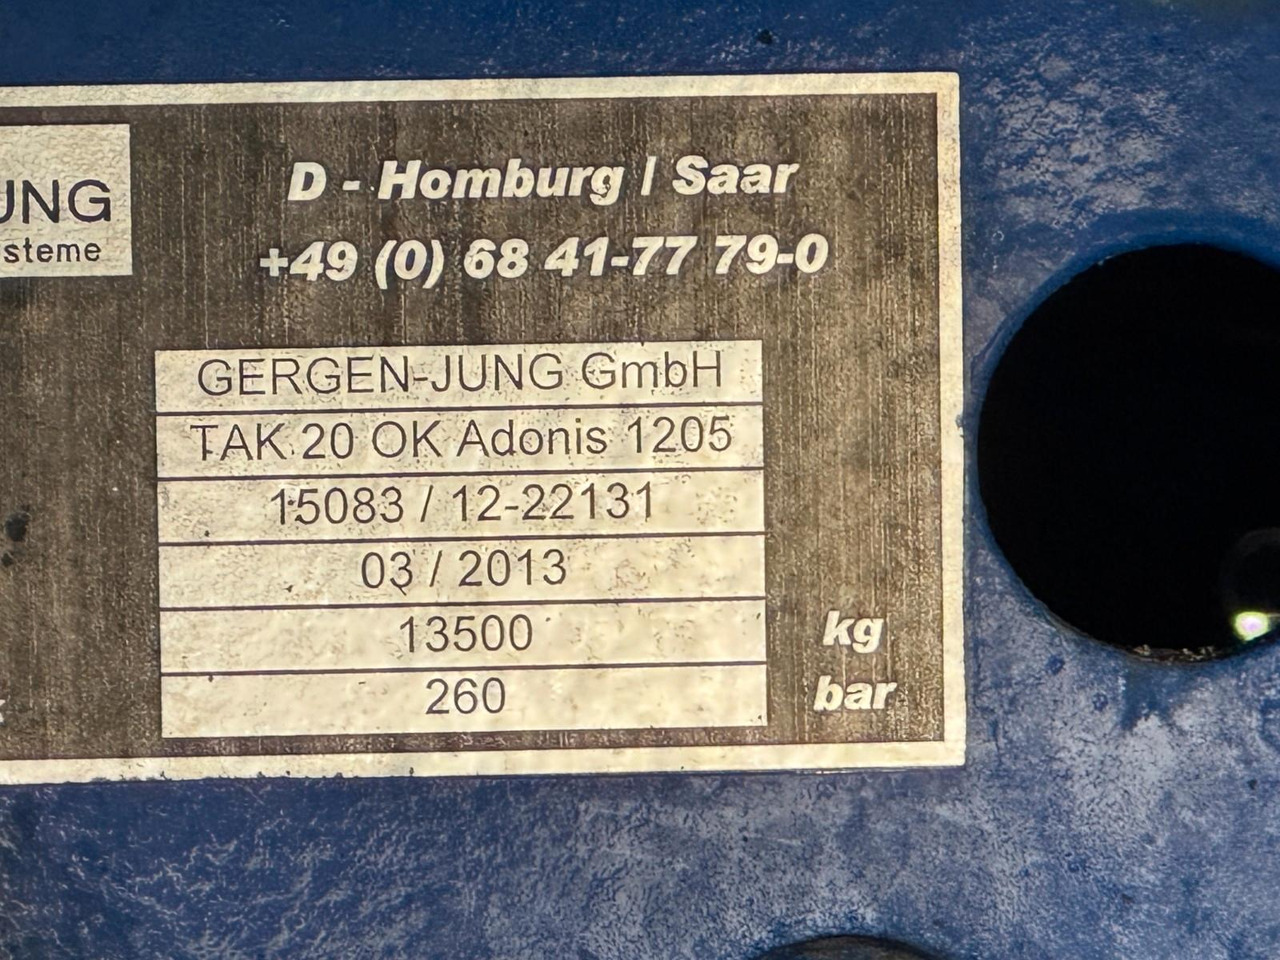 JUNG
steme
D - Homburg / Saar
+49 (0) 68 41-77 79-0
GERGEN-JUNG GmbH
TAK 20 OK Adonis 1205
15083 / 12-22131
03 / 2013
13500 kg
260 bar